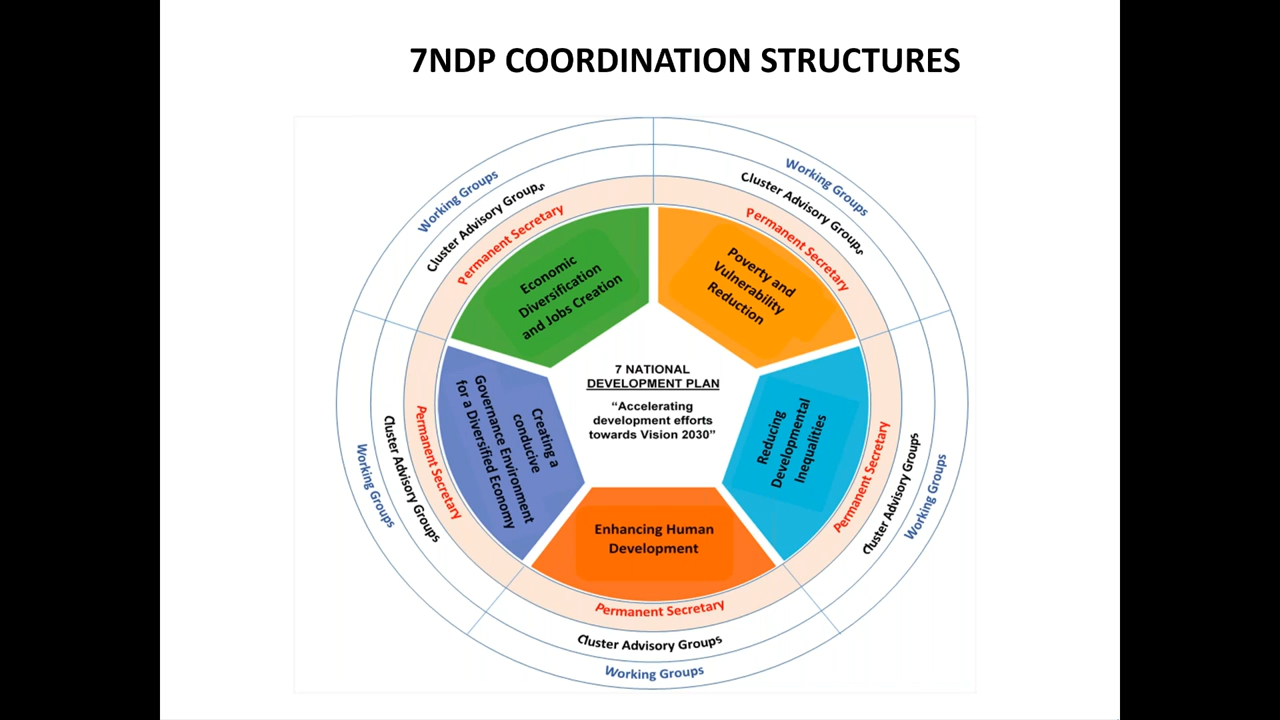 7NDP COORDINATION STRUCTURES
Working Groups
Cluster Advisory Groups
Permanent Secretary
Economic
Diversification
and Jobs Creation
Working Groups
Cluster Advisory Groups
Permanent Secretary
Poverty and
Vulnerability
Reduction
7 NATIONAL
DEVELOPMENT PLAN
“Accelerating
development efforts
towards Vision 2030”
Working Groups
Cluster Advisory Groups
Permanent Secretary
Creating a
conducive
Governance Environment
for a Diversified Economy
Reducing
Developmental
Inequalities
Permanent Secretary
Cluster Advisory Groups
Working Groups
Enhancing Human
Development
Permanent Secretary
Cluster Advisory Groups
Working Groups